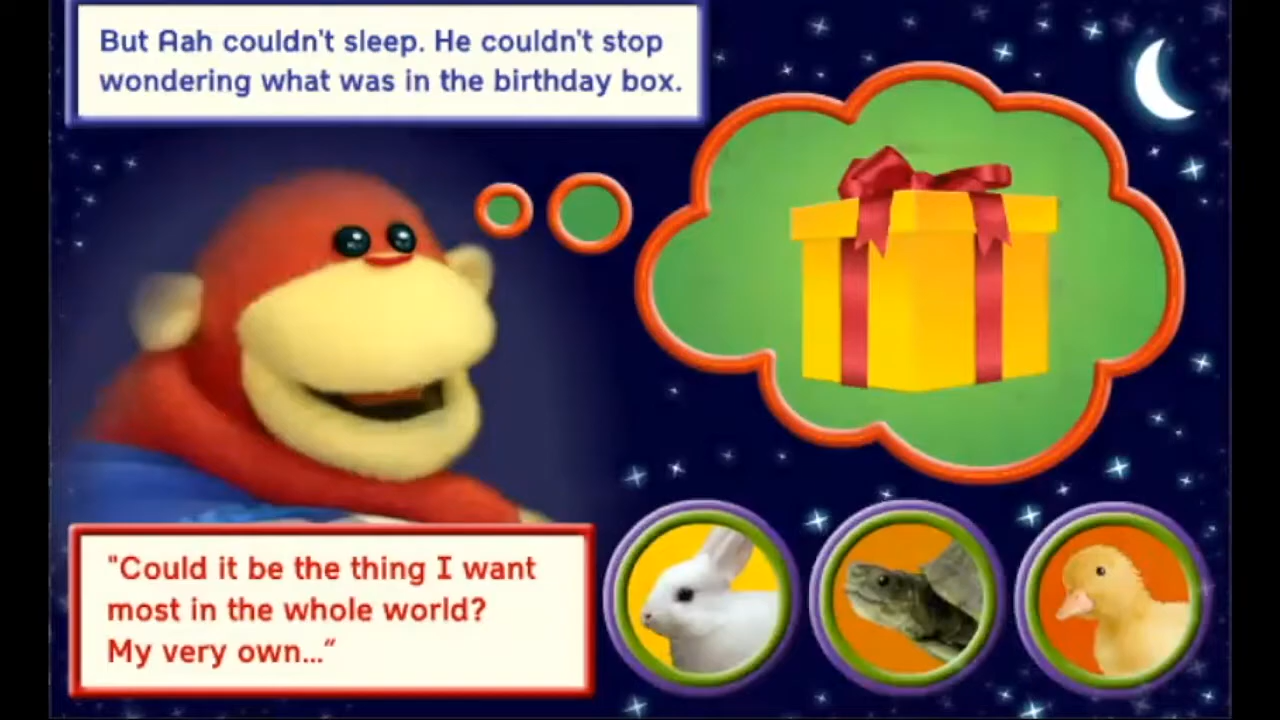 But Aah couldn't sleep. He couldn't stop
wondering what was in the birthday box.
"Could it be the thing I want
most in the whole world?
My very own..."